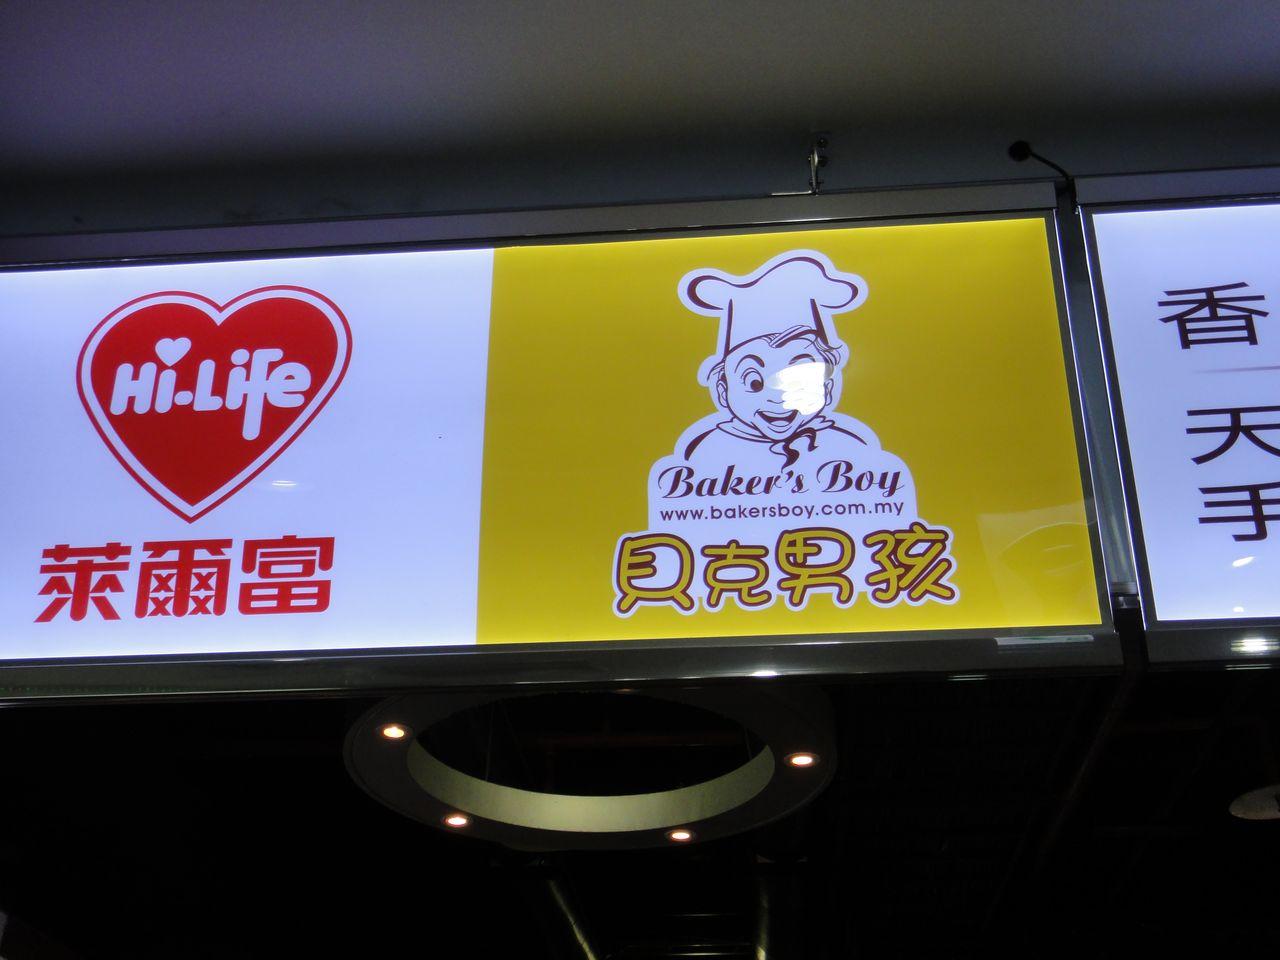 Hi-Life
萊爾富
Baker's Boy
www.bakersboy.com.my
貝克男孩
香
天
手